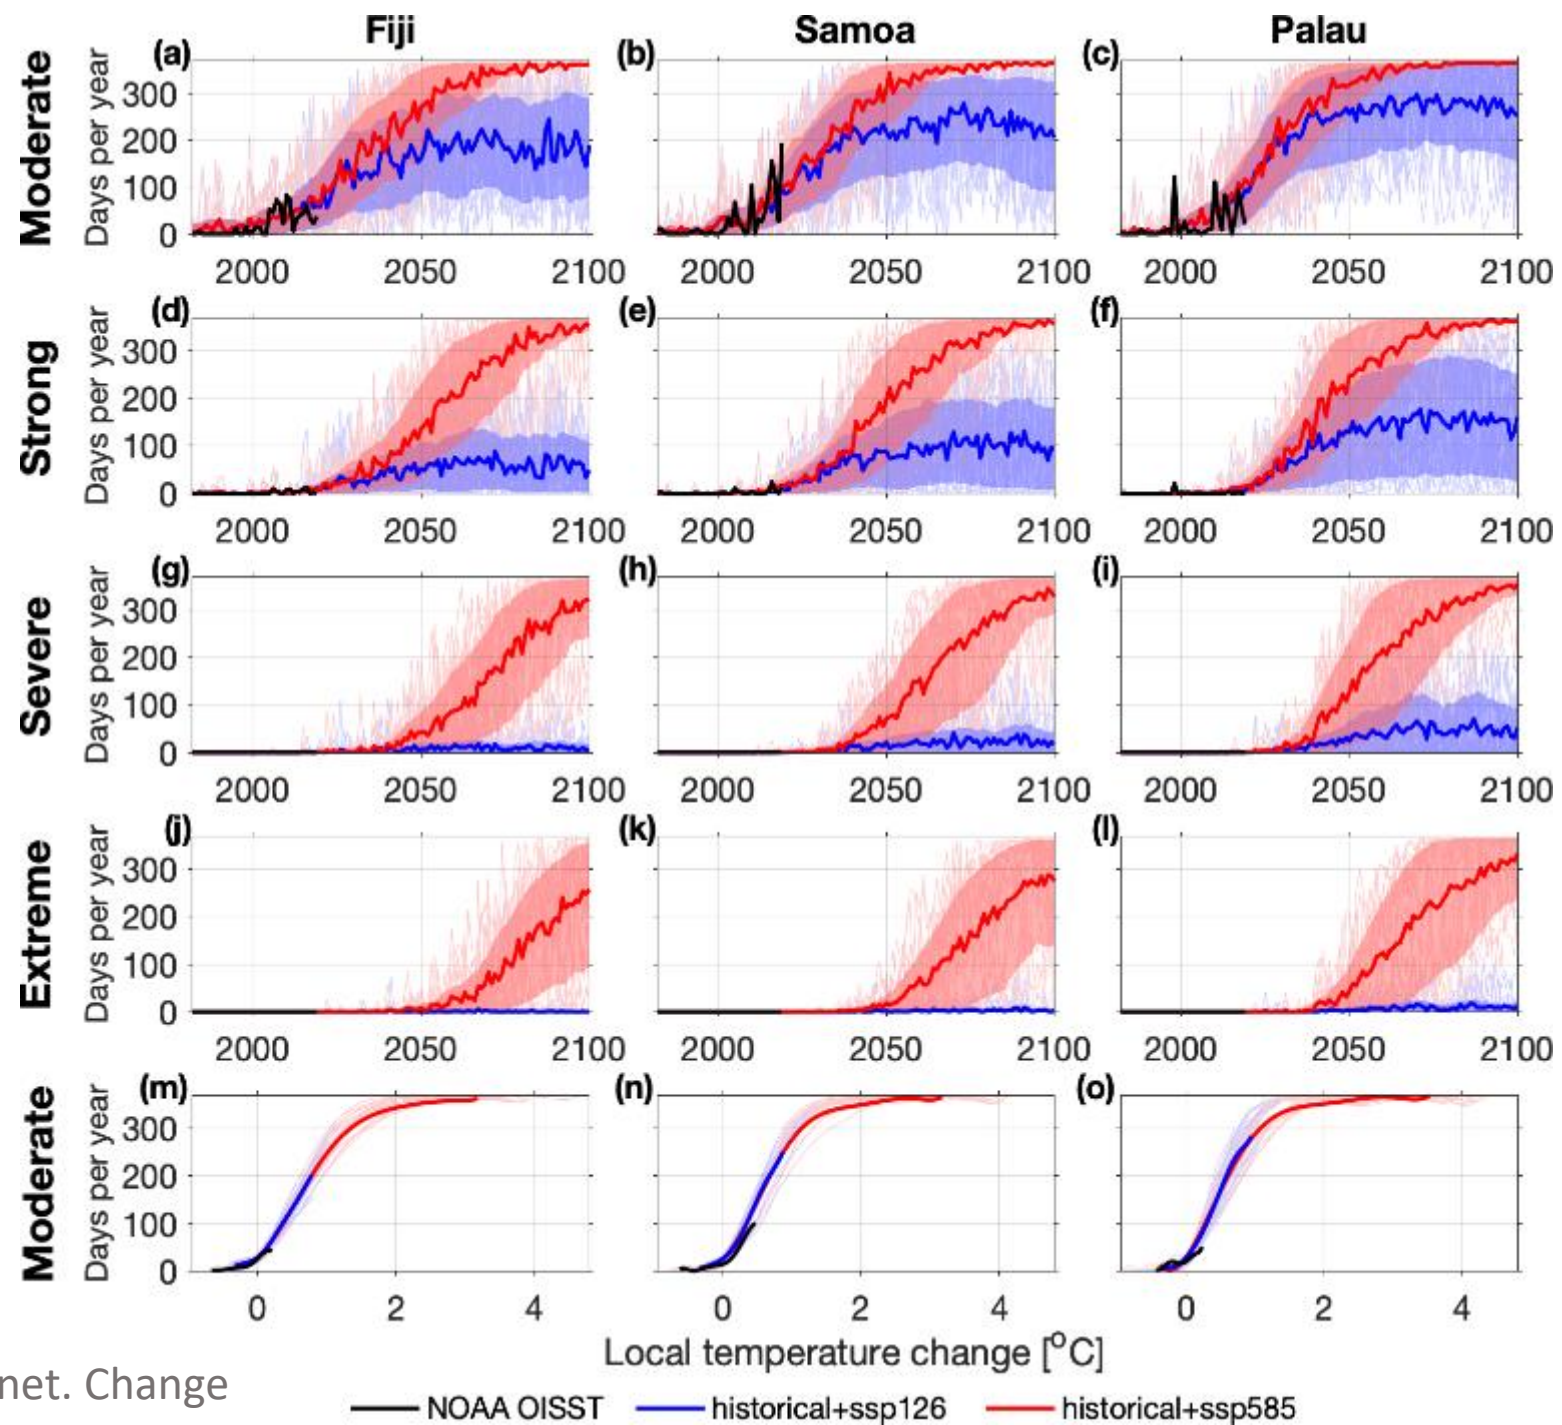 Fiji Samoa Palau
Moderate
Days per year
(a) (b) (c)
300
200
100
0
2000 2050 2100 2000 2050 2100 2000 2050 2100
Strong
Days per year
(d) (e) (f)
300
200
100
0
2000 2050 2100 2000 2050 2100 2000 2050 2100
Severe
Days per year
(g) (h) (i)
300
200
100
0
2000 2050 2100 2000 2050 2100 2000 2050 2100
Extreme
Days per year
(j) (k) (l)
300
200
100
0
2000 2050 2100 2000 2050 2100 2000 2050 2100
Moderate
Days per year
(m) (n) (o)
300
200
100
0
0 2 4 0 2 4 0 2 4
Local temperature change [°C]
net. Change
NOAA OISST historical+ssp126 historical+ssp585